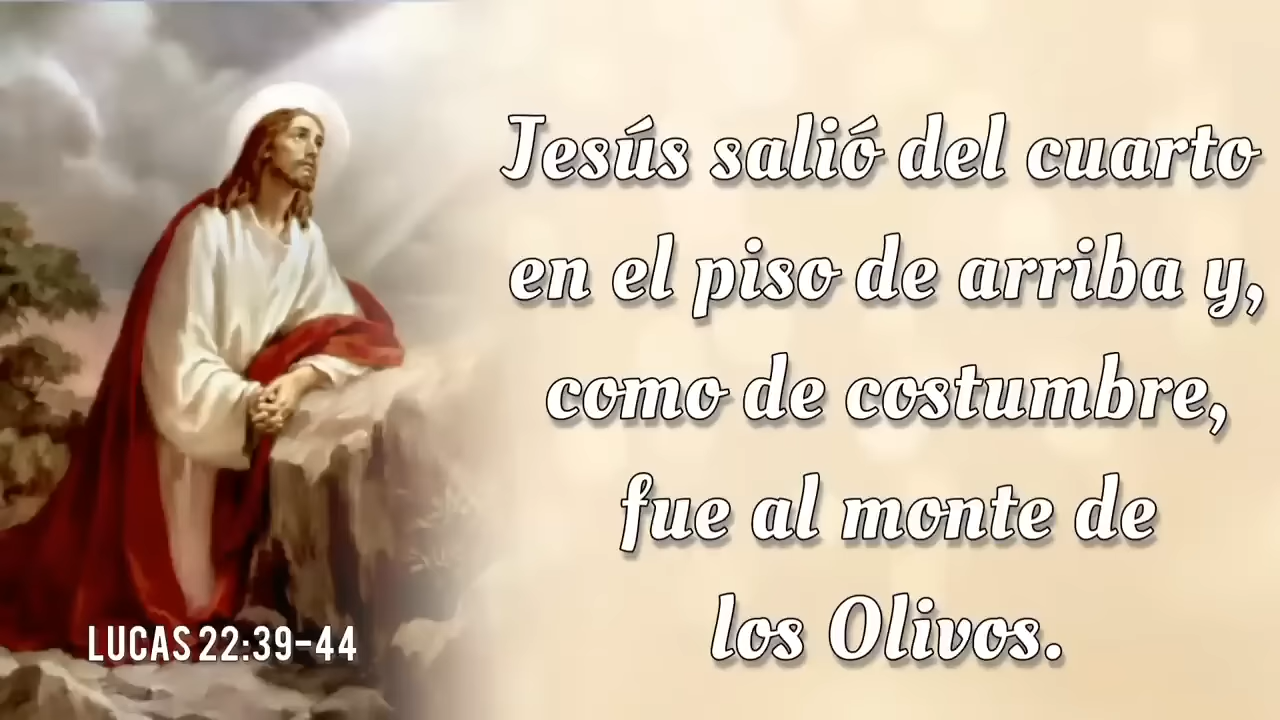 Jesús salió del cuarto
en el piso de arriba y,
como de costumbre,
fue al monte de
los Olivos.
LUCAS 22:39-44